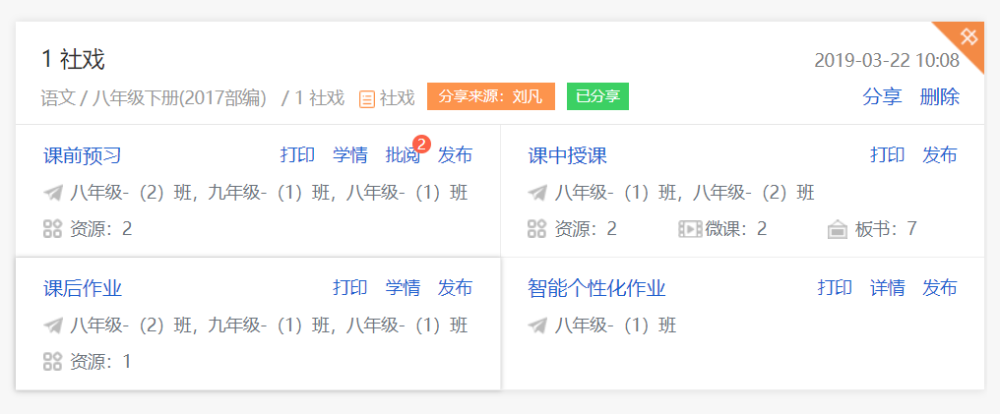 1 社戏
2019-03-22 10:08
语文 / 八年级下册(2017部编） / 1 社戏 社戏 分享来源：刘凡 已分享 分享 删除
课前预习 打印 学情 批阅 2 发布
八年级-（2）班，九年级-（1）班，八年级-（1）班
资源：2
课中授课 打印 发布
八年级-（1）班，八年级-（2）班
资源：2 微课：2 板书：7
课后作业 打印 学情 发布
八年级-（2）班，九年级-（1）班，八年级-（1）班
资源：1
智能个性化作业 打印 详情 发布
八年级-（1）班